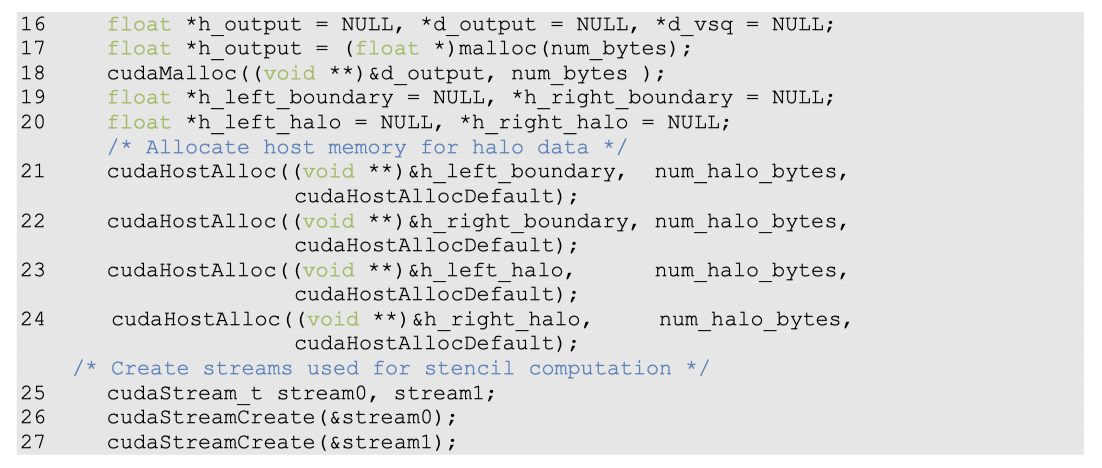 16 float *h_output = NULL, *d_output = NULL, *d_vsq = NULL;
17 float *h_output = (float *)malloc(num_bytes);
18 cudaMalloc((void **)&d_output, num_bytes );
19 float *h_left_boundary = NULL, *h_right_boundary = NULL;
20 float *h_left_halo = NULL, *h_right_halo = NULL;
/* Allocate host memory for halo data */
21 cudaHostAlloc((void **)&h_left_boundary, num_halo_bytes,
cudaHostAllocDefault);
22 cudaHostAlloc((void **)&h_right_boundary, num_halo_bytes,
cudaHostAllocDefault);
23 cudaHostAlloc((void **)&h_left_halo, num_halo_bytes,
cudaHostAllocDefault);
24 cudaHostAlloc((void **)&h_right_halo, num_halo_bytes,
cudaHostAllocDefault);
/* Create streams used for stencil computation */
25 cudaStream_t stream0, stream1;
26 cudaStreamCreate(&stream0);
27 cudaStreamCreate(&stream1);